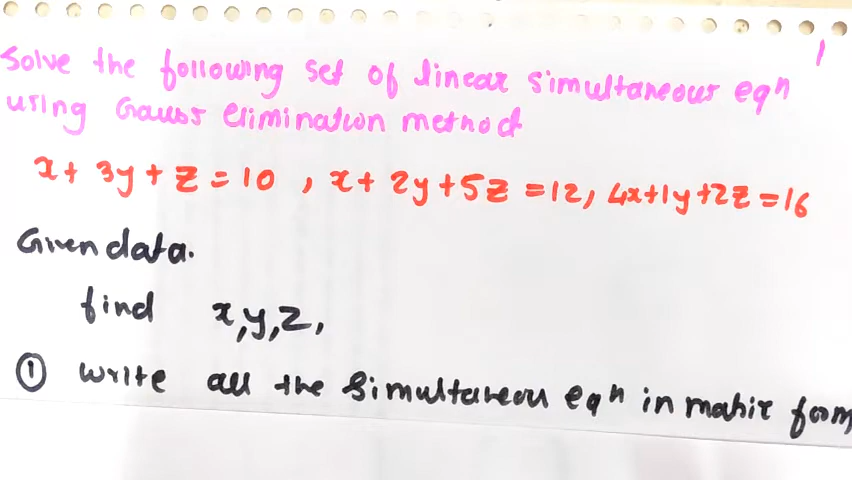 1
Solve the following set of linear simultaneous eqn
using Gauss elimination method
x + 3y + z = 10 , x + 2y + 5z = 12, 4x+1y+2z = 16
Given data.
find x,y,z,
① write all the simultaneous eqn in matrix form